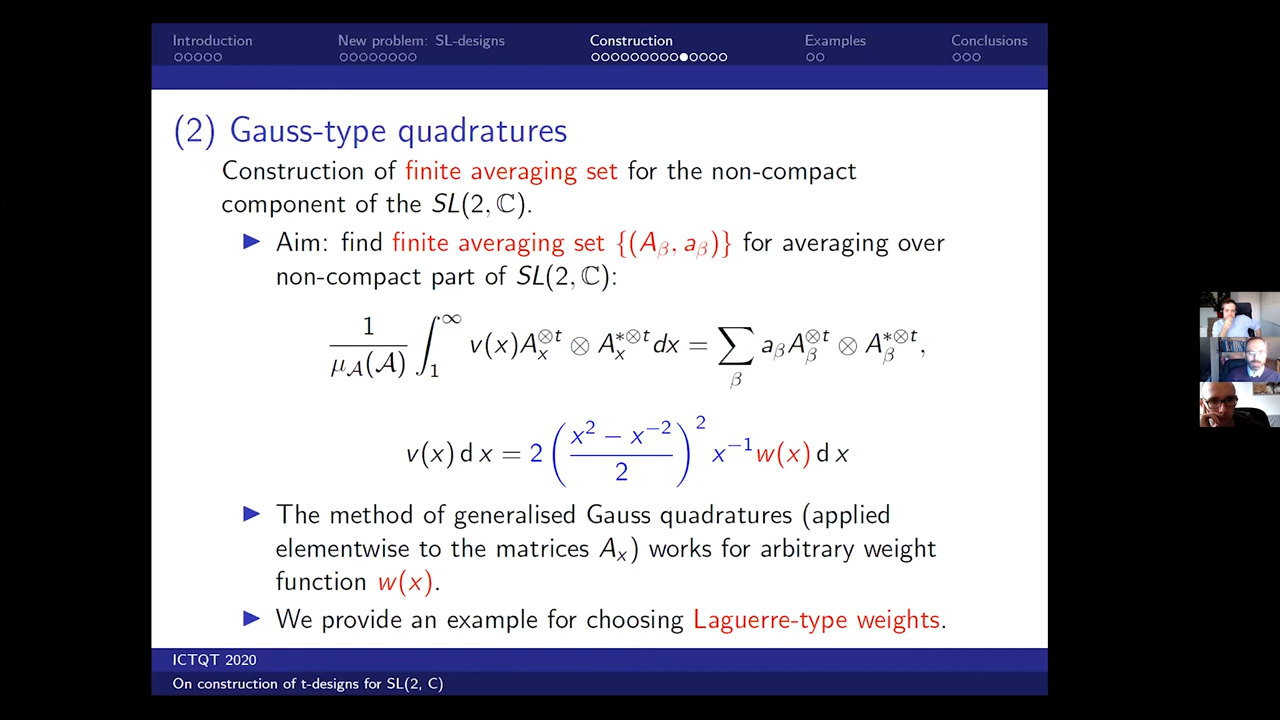 Introduction New problem: SL-designs Construction Examples Conclusions
(2) Gauss-type quadratures
Construction of finite averaging set for the non-compact
component of the SL(2, ℂ).
▶ Aim: find finite averaging set {(A_β, a_β)} for averaging over
non-compact part of SL(2, ℂ):
1/μ_𝒜(𝒜) ∫_1^∞ v(x)A_x^{⊗t} ⊗ A_x^{*⊗t} dx = ∑_β a_β A_β^{⊗t} ⊗ A_β^{*⊗t},
v(x) d x = 2 ((x^2 − x^{−2})/2)^2 x^{−1} w(x) d x
▶ The method of generalised Gauss quadratures (applied
elementwise to the matrices A_x) works for arbitrary weight
function w(x).
▶ We provide an example for choosing Laguerre-type weights.
ICTQT 2020
On construction of t-designs for SL(2, C)